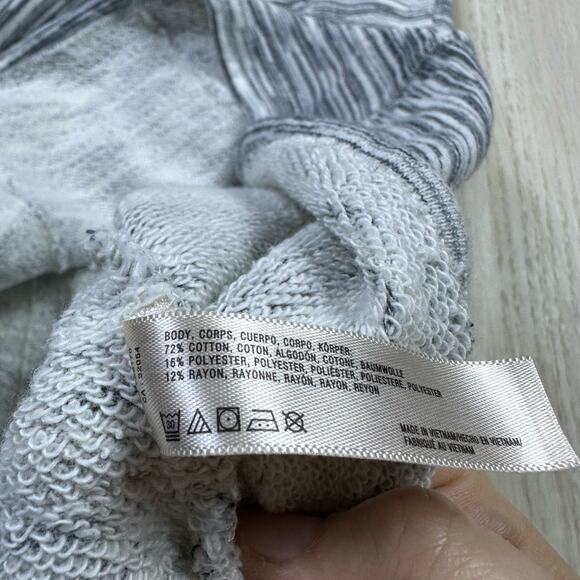 BODY, CORPS, CUERPO, CORPO, KÖRPER:
72% COTTON, COTON, ALGODÓN, COTONE, BAUMWOLLE
16% POLYESTER, POLYESTER, POLIÉSTER, POLIESTERE, POLYESTER
12% RAYON, RAYONNE, RAYÓN, RAYON, REYON
MADE IN VIETNAM/HECHO EN VIETNAM/
FABRIQUÉ AU VIETNAM